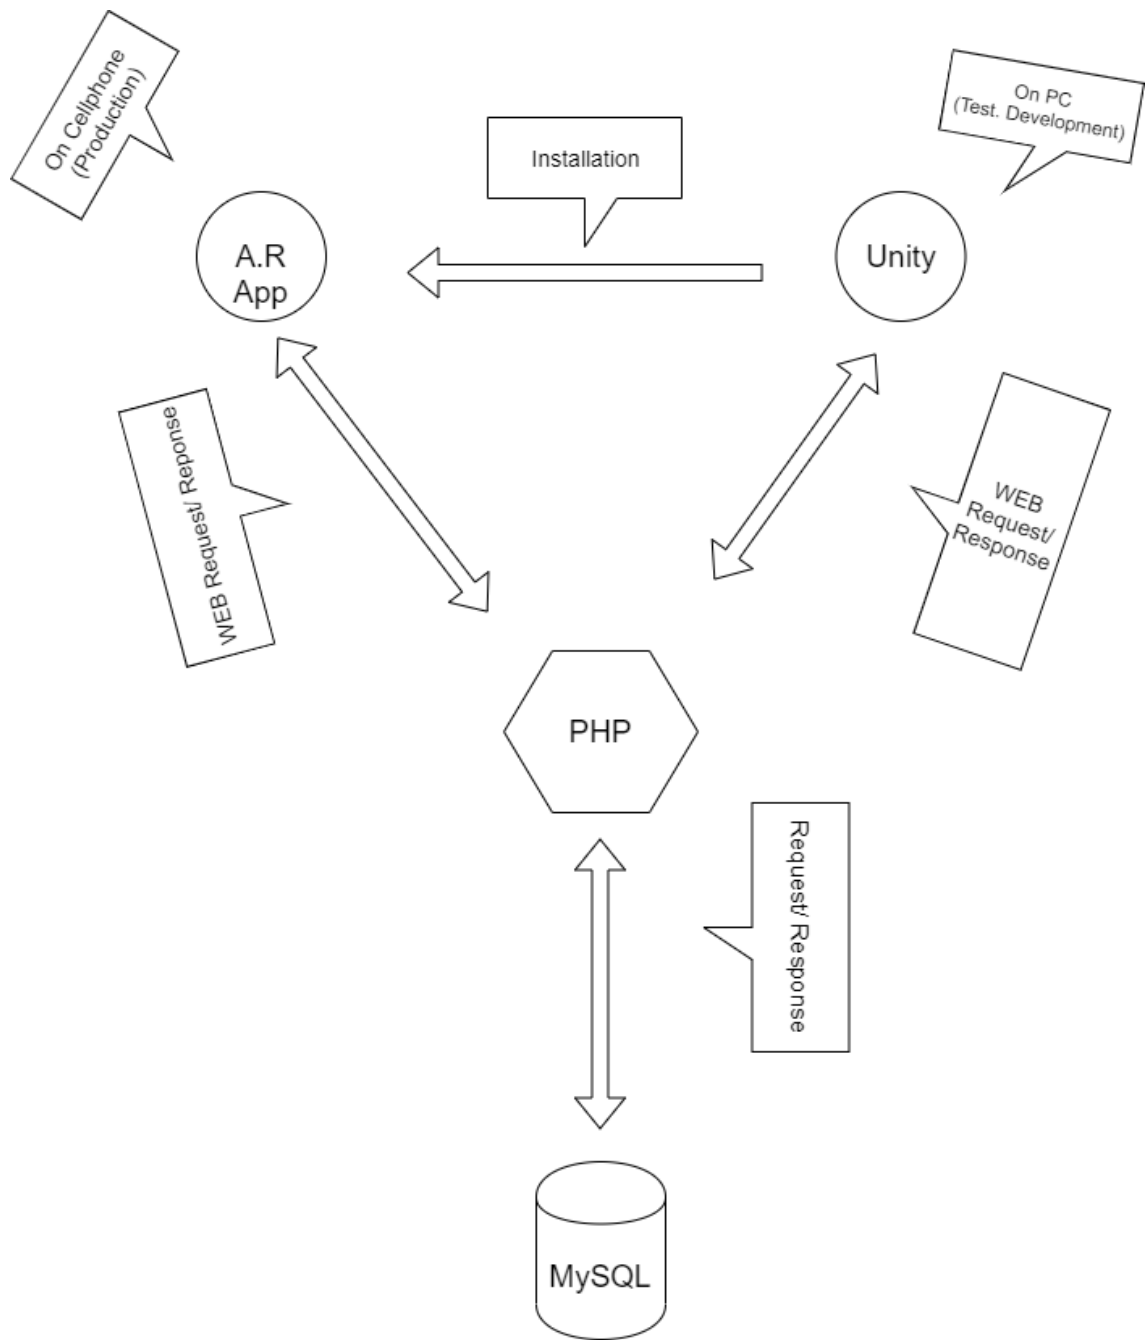 On Cellphone
(Production)
On PC
(Test. Development)
Installation
A.R
App
Unity
WEB Request/ Reponse
WEB
Request/
Response
PHP
Request/ Response
MySQL